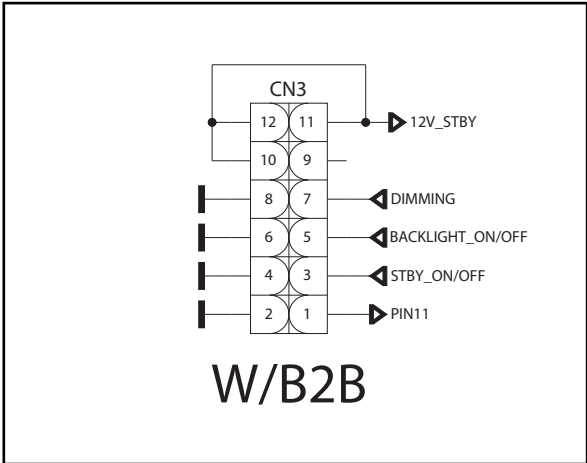 CN3
12 11 12V_STBY
10 9
8 7 DIMMING
6 5 BACKLIGHT_ON/OFF
4 3 STBY_ON/OFF
2 1 PIN11
W/B2B